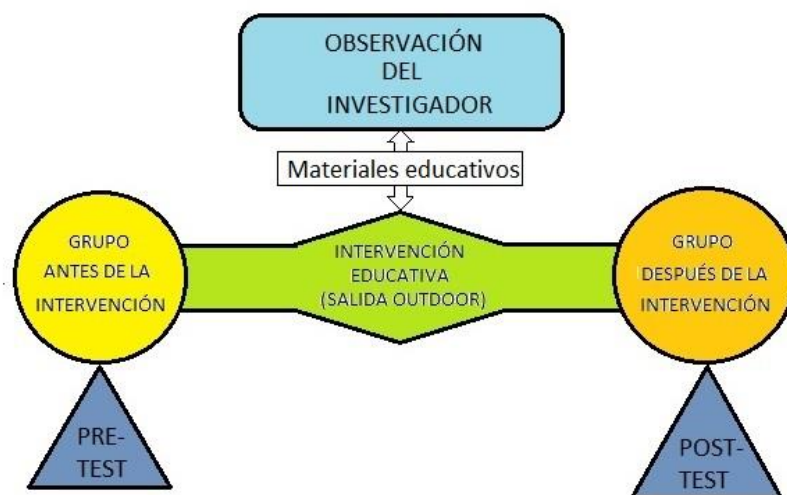 OBSERVACIÓN
DEL
INVESTIGADOR
Materiales educativos
GRUPO
ANTES DE LA
INTERVENCIÓN
INTERVENCIÓN
EDUCATIVA
(SALIDA OUTDOOR)
GRUPO
DESPUÉS DE LA
INTERVENCIÓN
PRE-
TEST
POST-
TEST